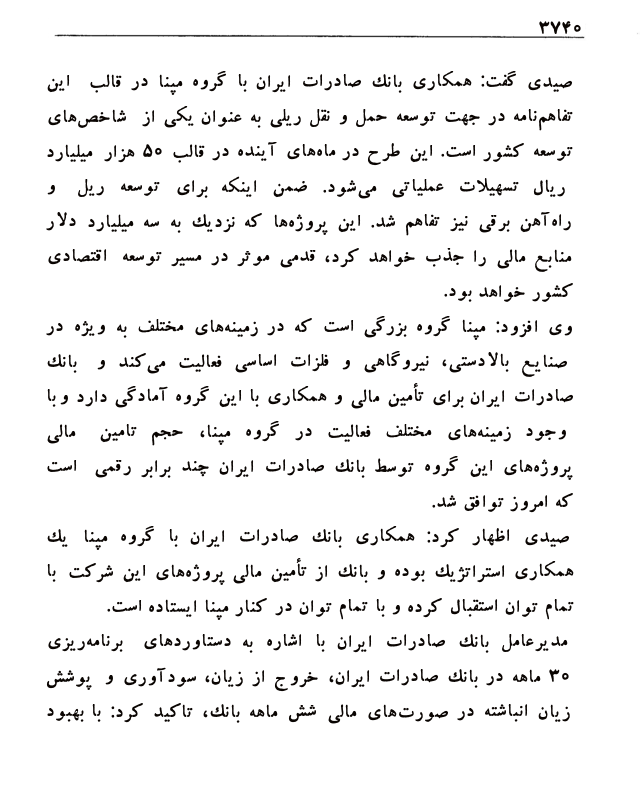 ۳۷۴۰
صیدی گفت: همکاری بانك صادرات ایران با گروه مپنا در قالب این
تفاهم‌نامه در جهت توسعه حمل و نقل ریلی به عنوان یکی از شاخص‌های
توسعه کشور است. این طرح در ماه‌های آینده در قالب ۵۰ هزار میلیارد
ریال تسهیلات عملیاتی می‌شود. ضمن اینکه برای توسعه ریل و
راه‌آهن برقی نیز تفاهم شد. این پروژه‌ها که نزدیك به سه میلیارد دلار
منابع مالی را جذب خواهد کرد، قدمی موثر در مسیر توسعه اقتصادی
کشور خواهد بود.
وی افزود: مپنا گروه بزرگی است که در زمینه‌های مختلف به ویژه در
صنایع بالادستی، نیروگاهی و فلزات اساسی فعالیت می‌کند و بانك
صادرات ایران برای تأمین مالی و همکاری با این گروه آمادگی دارد و با
وجود زمینه‌های مختلف فعالیت در گروه مپنا، حجم تامین مالی
پروژه‌های این گروه توسط بانك صادرات ایران چند برابر رقمی است
که امروز توافق شد.
صیدی اظهار کرد: همکاری بانك صادرات ایران با گروه مپنا یك
همکاری استراتژیك بوده و بانك از تأمین مالی پروژه‌های این شرکت با
تمام توان استقبال کرده و با تمام توان در کنار مپنا ایستاده است.
مدیرعامل بانك صادرات ایران با اشاره به دستاوردهای برنامه‌ریزی
۳۰ ماهه در بانك صادرات ایران، خروج از زیان، سودآوری و پوشش
زیان انباشته در صورت‌های مالی شش ماهه بانك، تاکید کرد: با بهبود